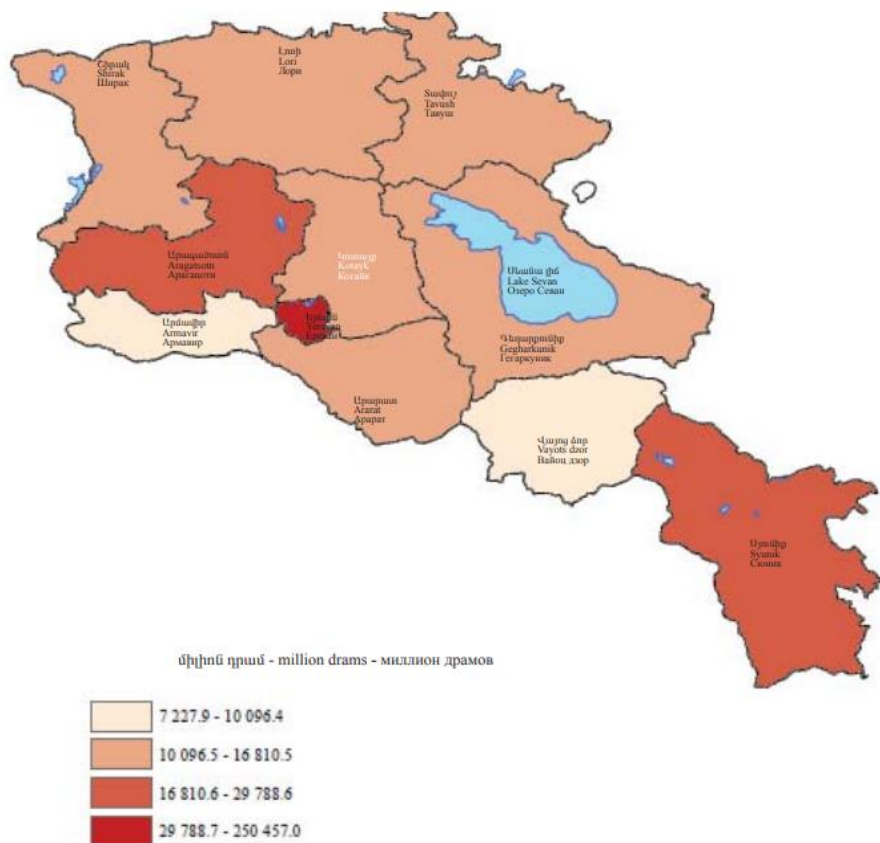 Շիրակ
Shirak
Ширак
Լոռի
Lori
Лори
Տավուշ
Tavush
Тавуш
Արագածոտն
Aragatsotn
Арагацотн
Կոտայք
Kotayk
Котайк
Սևանա լիճ
Lake Sevan
Озеро Севан
Արմավիր
Armavir
Армавир
Երևան
Yerevan
Ереван
Գեղարքունիք
Gegharkunik
Гегаркуник
Արարատ
Ararat
Арарат
Վայոց ձոր
Vayots dzor
Вайоц дзор
Սյունիք
Syunik
Сюник
միլիոն դրամ - million drams - миллион драмов
7 227.9 - 10 096.4
10 096.5 - 16 810.5
16 810.6 - 29 788.6
29 788.7 - 250 457.0